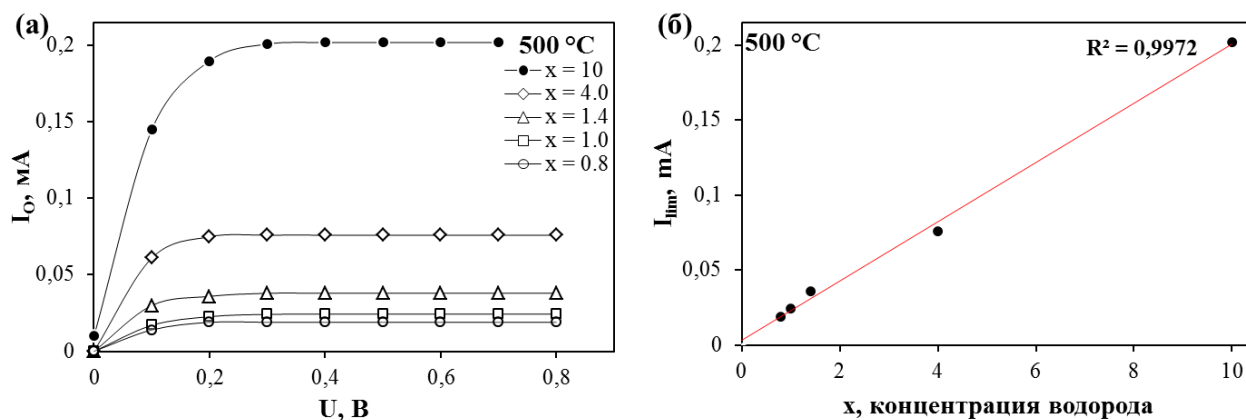 (a)
I_O, мА
0,2
0,15
0,1
0,05
0
0 0,2 0,4 0,6 0,8
U, В
500 °C
x = 10
x = 4.0
x = 1.4
x = 1.0
x = 0.8
(б)
I_lim, mA
0,2
0,15
0,1
0,05
0
0 2 4 6 8 10
x, концентрация водорода
500 °C
R² = 0,9972